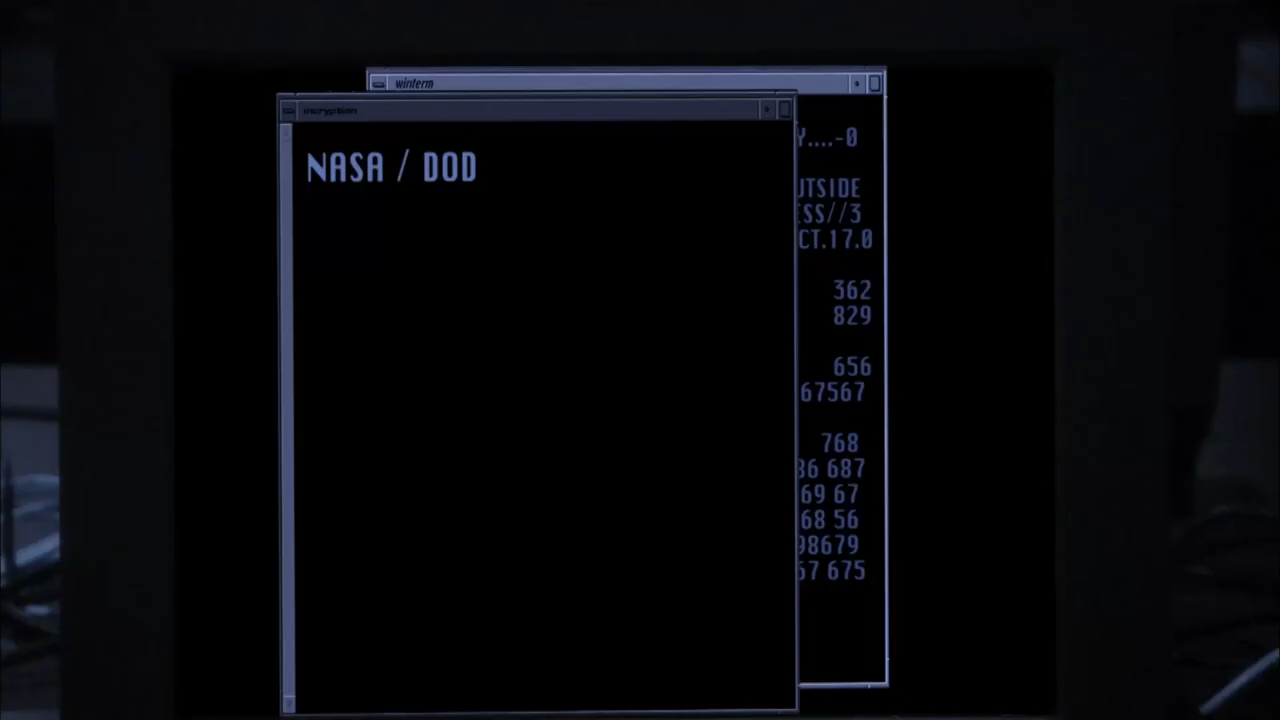 winterm
encryption
NASA / DOD
Y....-0
UTSIDE
ESS//3
CT.17.0
362
829
656
67567
768
36 687
69 67
68 56
98679
67 675